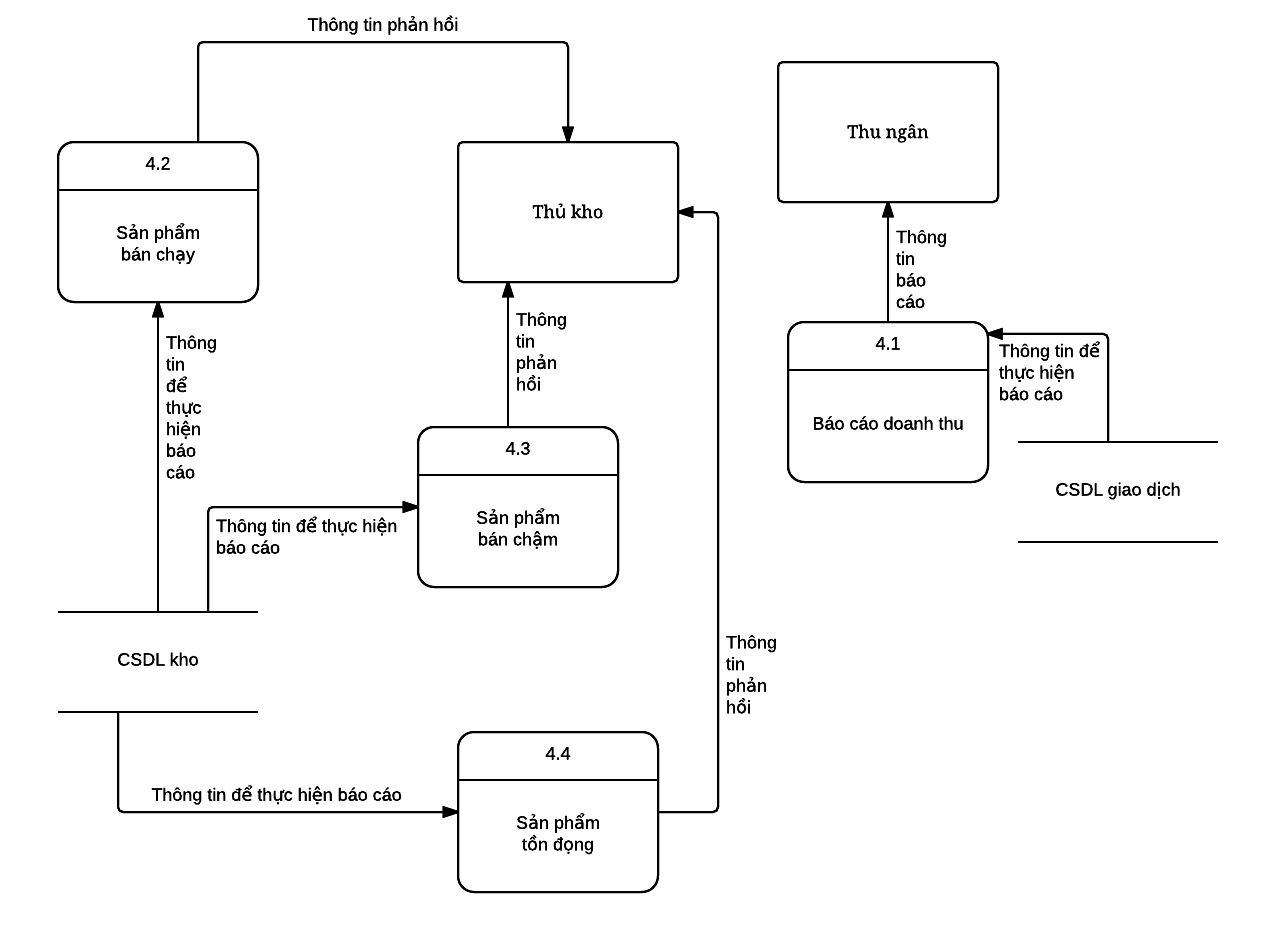 Thông tin phản hồi
Thu ngân
4.2
Sản phẩm
bán chạy
Thủ kho
Thông
tin
báo
cáo
Thông
tin
phản
hồi
4.1
Báo cáo doanh thu
Thông tin để
thực hiện
báo cáo
Thông
tin
để
thực
hiện
báo
cáo
4.3
Sản phẩm
bán chậm
CSDL giao dịch
Thông tin để thực hiện
báo cáo
CSDL kho
Thông
tin
phản
hồi
4.4
Sản phẩm
tồn đọng
Thông tin để thực hiện báo cáo